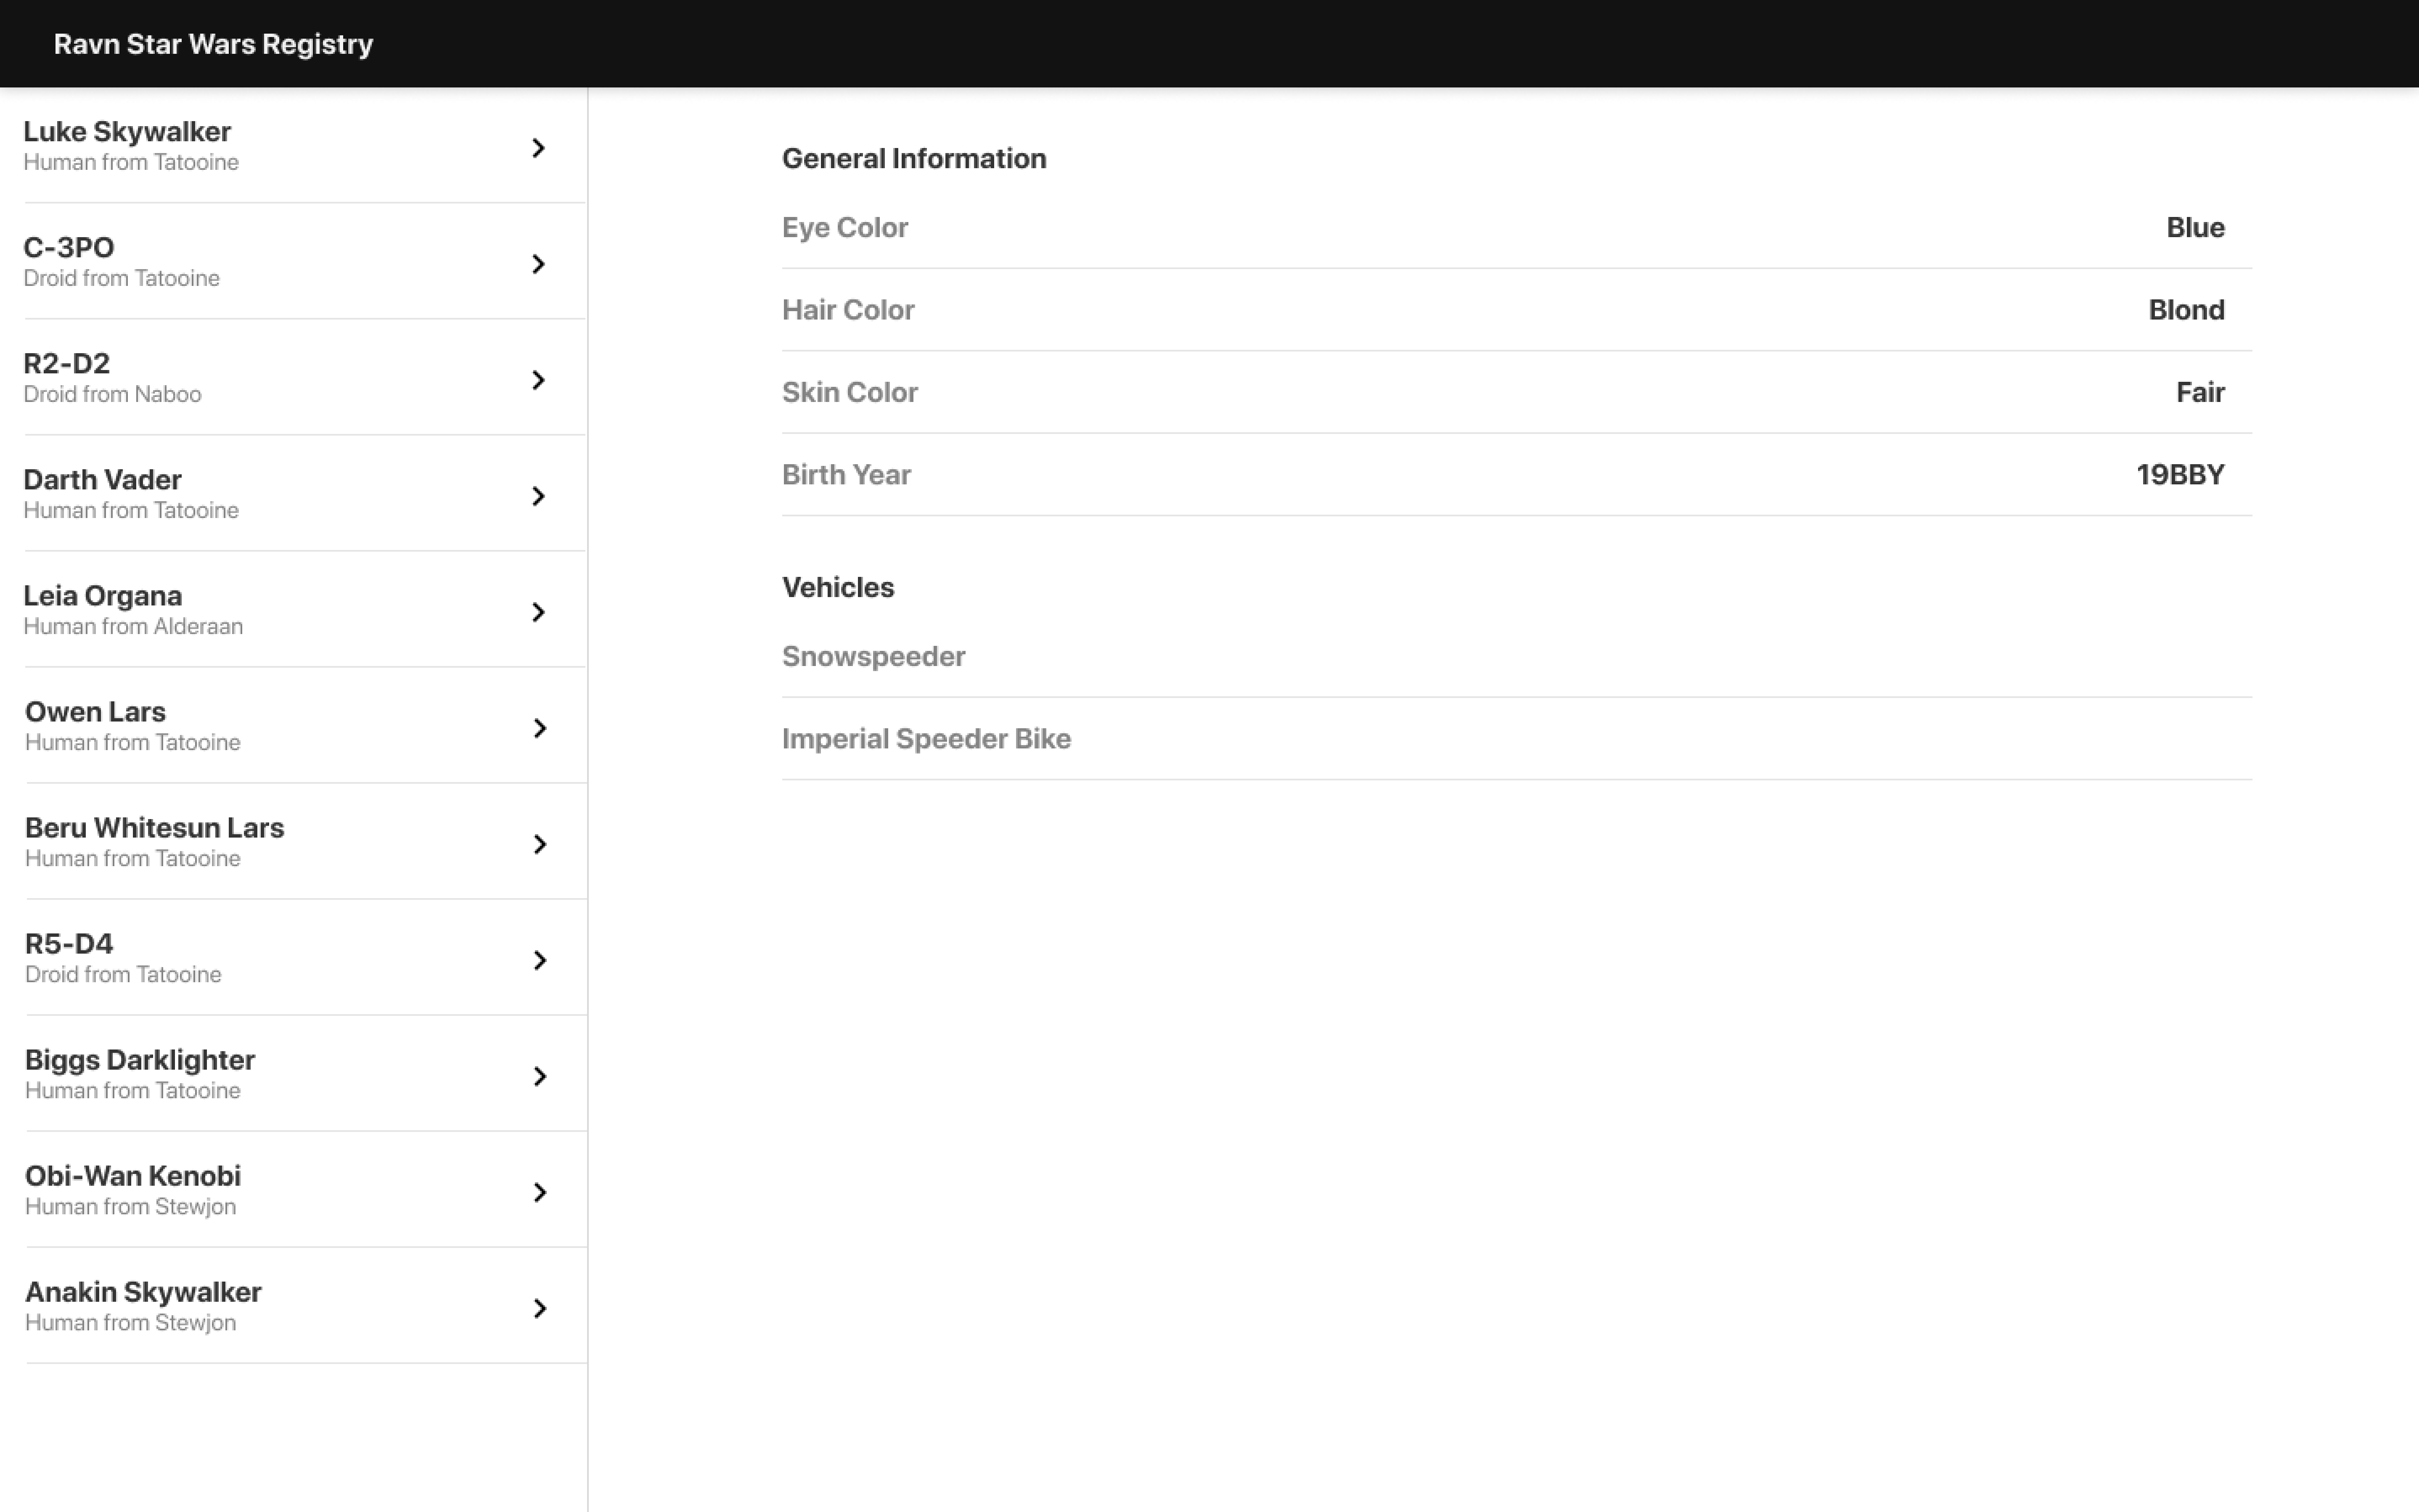 Ravn Star Wars Registry
Luke Skywalker
Human from Tatooine
C-3PO
Droid from Tatooine
R2-D2
Droid from Naboo
Darth Vader
Human from Tatooine
Leia Organa
Human from Alderaan
Owen Lars
Human from Tatooine
Beru Whitesun Lars
Human from Tatooine
R5-D4
Droid from Tatooine
Biggs Darklighter
Human from Tatooine
Obi-Wan Kenobi
Human from Stewjon
Anakin Skywalker
Human from Stewjon
General Information
Eye Color Blue
Hair Color Blond
Skin Color Fair
Birth Year 19BBY
Vehicles
Snowspeeder
Imperial Speeder Bike